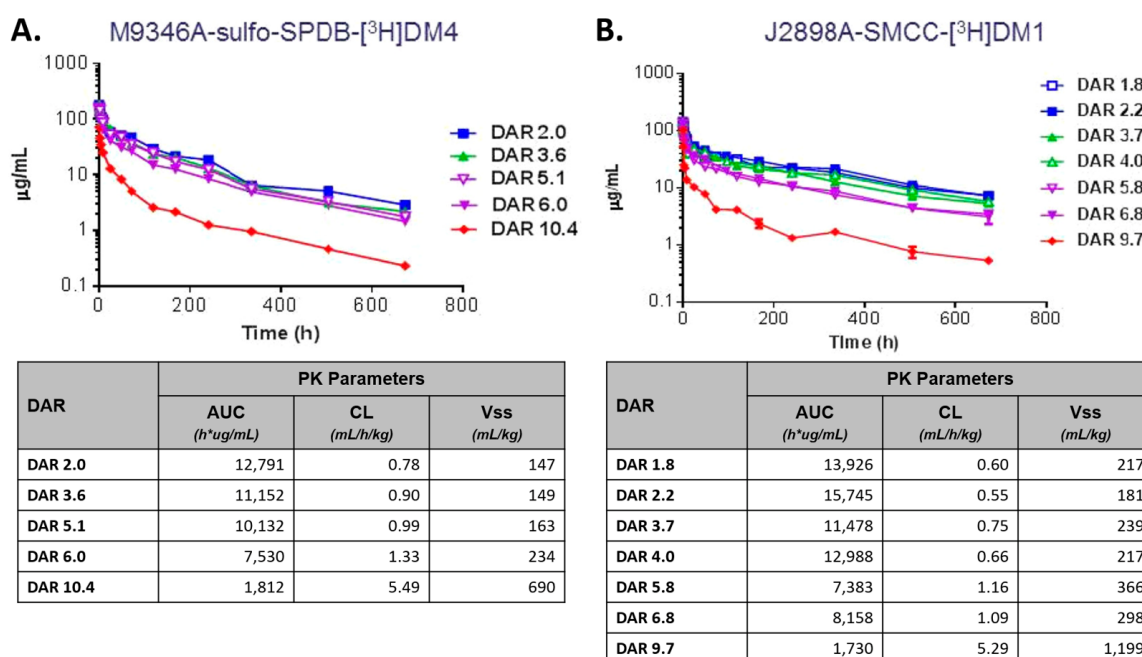 A.
M9346A-sulfo-SPDB-[³H]DM4
1000
100
10
1
0.1
µg/mL
0
200
400
600
800
Time (h)
DAR 2.0
DAR 3.6
DAR 5.1
DAR 6.0
DAR 10.4
DAR
PK Parameters
AUC
CL
Vss
(h*ug/mL)
(mL/h/kg)
(mL/kg)
DAR 2.0 12,791 0.78 147
DAR 3.6 11,152 0.90 149
DAR 5.1 10,132 0.99 163
DAR 6.0 7,530 1.33 234
DAR 10.4 1,812 5.49 690
B.
J2898A-SMCC-[³H]DM1
1000
100
10
1
0.1
µg/mL
0
200
400
600
800
Time (h)
DAR 1.8
DAR 2.2
DAR 3.7
DAR 4.0
DAR 5.8
DAR 6.8
DAR 9.7
DAR
PK Parameters
AUC
CL
Vss
(h*ug/mL)
(mL/h/kg)
(mL/kg)
DAR 1.8 13,926 0.60 217
DAR 2.2 15,745 0.55 181
DAR 3.7 11,478 0.75 239
DAR 4.0 12,988 0.66 217
DAR 5.8 7,383 1.16 366
DAR 6.8 8,158 1.09 298
DAR 9.7 1,730 5.29 1,199